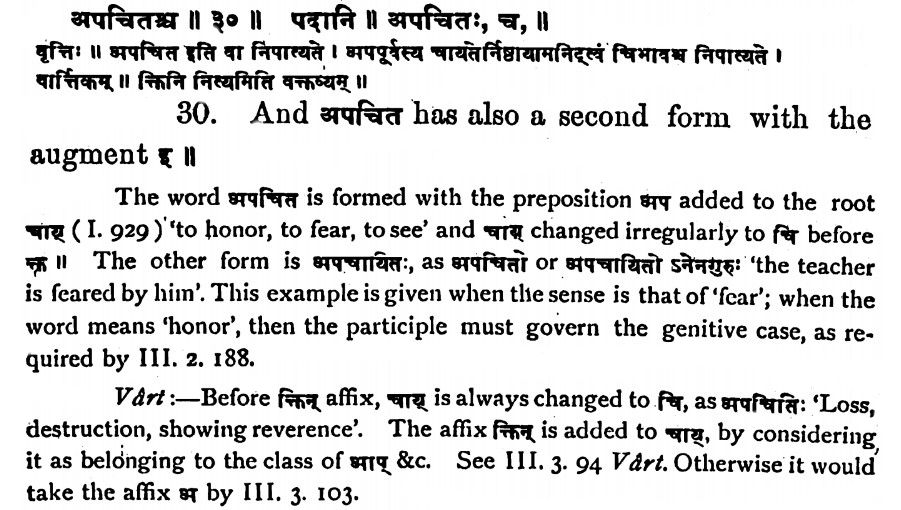 अपचितश्च ॥ ३० ॥ पदानि ॥ अपचितः, च, ॥
वृत्तिः ॥ अपचित इति वा निपात्यते । अपपूर्वस्य चायतेर्निष्ठायामनिट्त्वं चिभावश्च निपात्यते ।
वार्त्तिकम् ॥ क्तिनि नित्यमिति वक्तव्यम् ॥
30. And अपचित has also a second form with the
augment इ ॥
The word अपचित is formed with the preposition अप added to the root
चाय् ( I. 929 ) 'to honor, to fear, to see' and चाय् changed irregularly to चि before
क्त ॥ The other form is अपचायितः, as अपचितो or अपचायितो ऽनेनगुरुः 'the teacher
is feared by him'. This example is given when the sense is that of 'fear'; when the
word means 'honor', then the participle must govern the genitive case, as re-
quired by III. 2. 188.
Vârt :—Before क्तिन् affix, चाय् is always changed to चि, as अपचितिः 'Loss,
destruction, showing reverence'. The affix क्तिन् is added to चाय्, by considering
it as belonging to the class of आप् &c. See III. 3. 94 Vârt. Otherwise it would
take the affix अ by III. 3. 103.